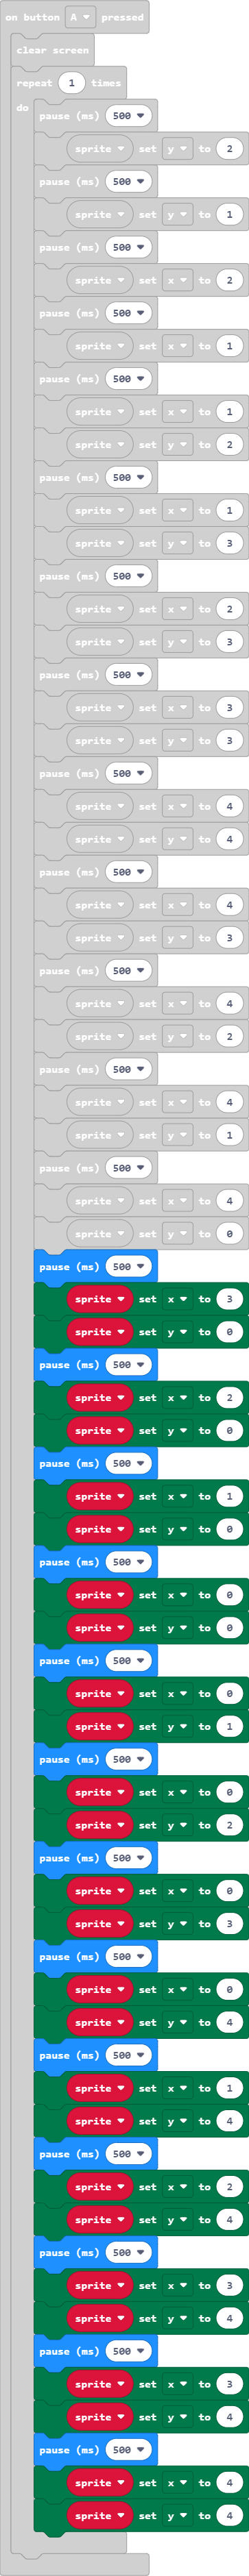 on button A pressed
clear screen
repeat 1 times
do
pause (ms) 500
sprite set y to 2
pause (ms) 500
sprite set y to 1
pause (ms) 500
sprite set x to 2
pause (ms) 500
sprite set x to 1
pause (ms) 500
sprite set x to 1
sprite set y to 2
pause (ms) 500
sprite set x to 1
sprite set y to 3
pause (ms) 500
sprite set x to 2
sprite set y to 3
pause (ms) 500
sprite set x to 3
sprite set y to 3
pause (ms) 500
sprite set x to 4
sprite set y to 4
pause (ms) 500
sprite set x to 4
sprite set y to 3
pause (ms) 500
sprite set x to 4
sprite set y to 2
pause (ms) 500
sprite set x to 4
sprite set y to 1
pause (ms) 500
sprite set x to 4
sprite set y to 0
pause (ms) 500
sprite set x to 3
sprite set y to 0
pause (ms) 500
sprite set x to 2
sprite set y to 0
pause (ms) 500
sprite set x to 1
sprite set y to 0
pause (ms) 500
sprite set x to 0
sprite set y to 0
pause (ms) 500
sprite set x to 0
sprite set y to 1
pause (ms) 500
sprite set x to 0
sprite set y to 2
pause (ms) 500
sprite set x to 0
sprite set y to 3
pause (ms) 500
sprite set x to 0
sprite set y to 4
pause (ms) 500
sprite set x to 1
sprite set y to 4
pause (ms) 500
sprite set x to 2
sprite set y to 4
pause (ms) 500
sprite set x to 3
sprite set y to 4
pause (ms) 500
sprite set x to 3
sprite set y to 4
pause (ms) 500
sprite set x to 4
sprite set y to 4